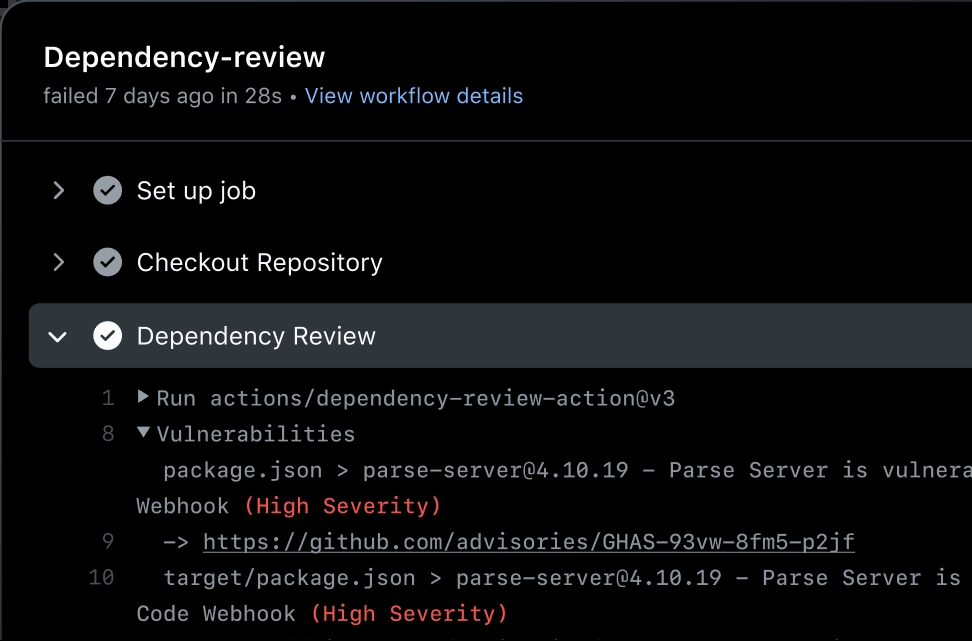 Dependency-review
failed 7 days ago in 28s • View workflow details
Set up job
Checkout Repository
Dependency Review
1 Run actions/dependency-review-action@v3
8 Vulnerabilities
package.json > parse-server@4.10.19 – Parse Server is vulnera
Webhook (High Severity)
9 –> https://github.com/advisories/GHAS-93vw-8fm5-p2jf
10 target/package.json > parse-server@4.10.19 – Parse Server is
Code Webhook (High Severity)